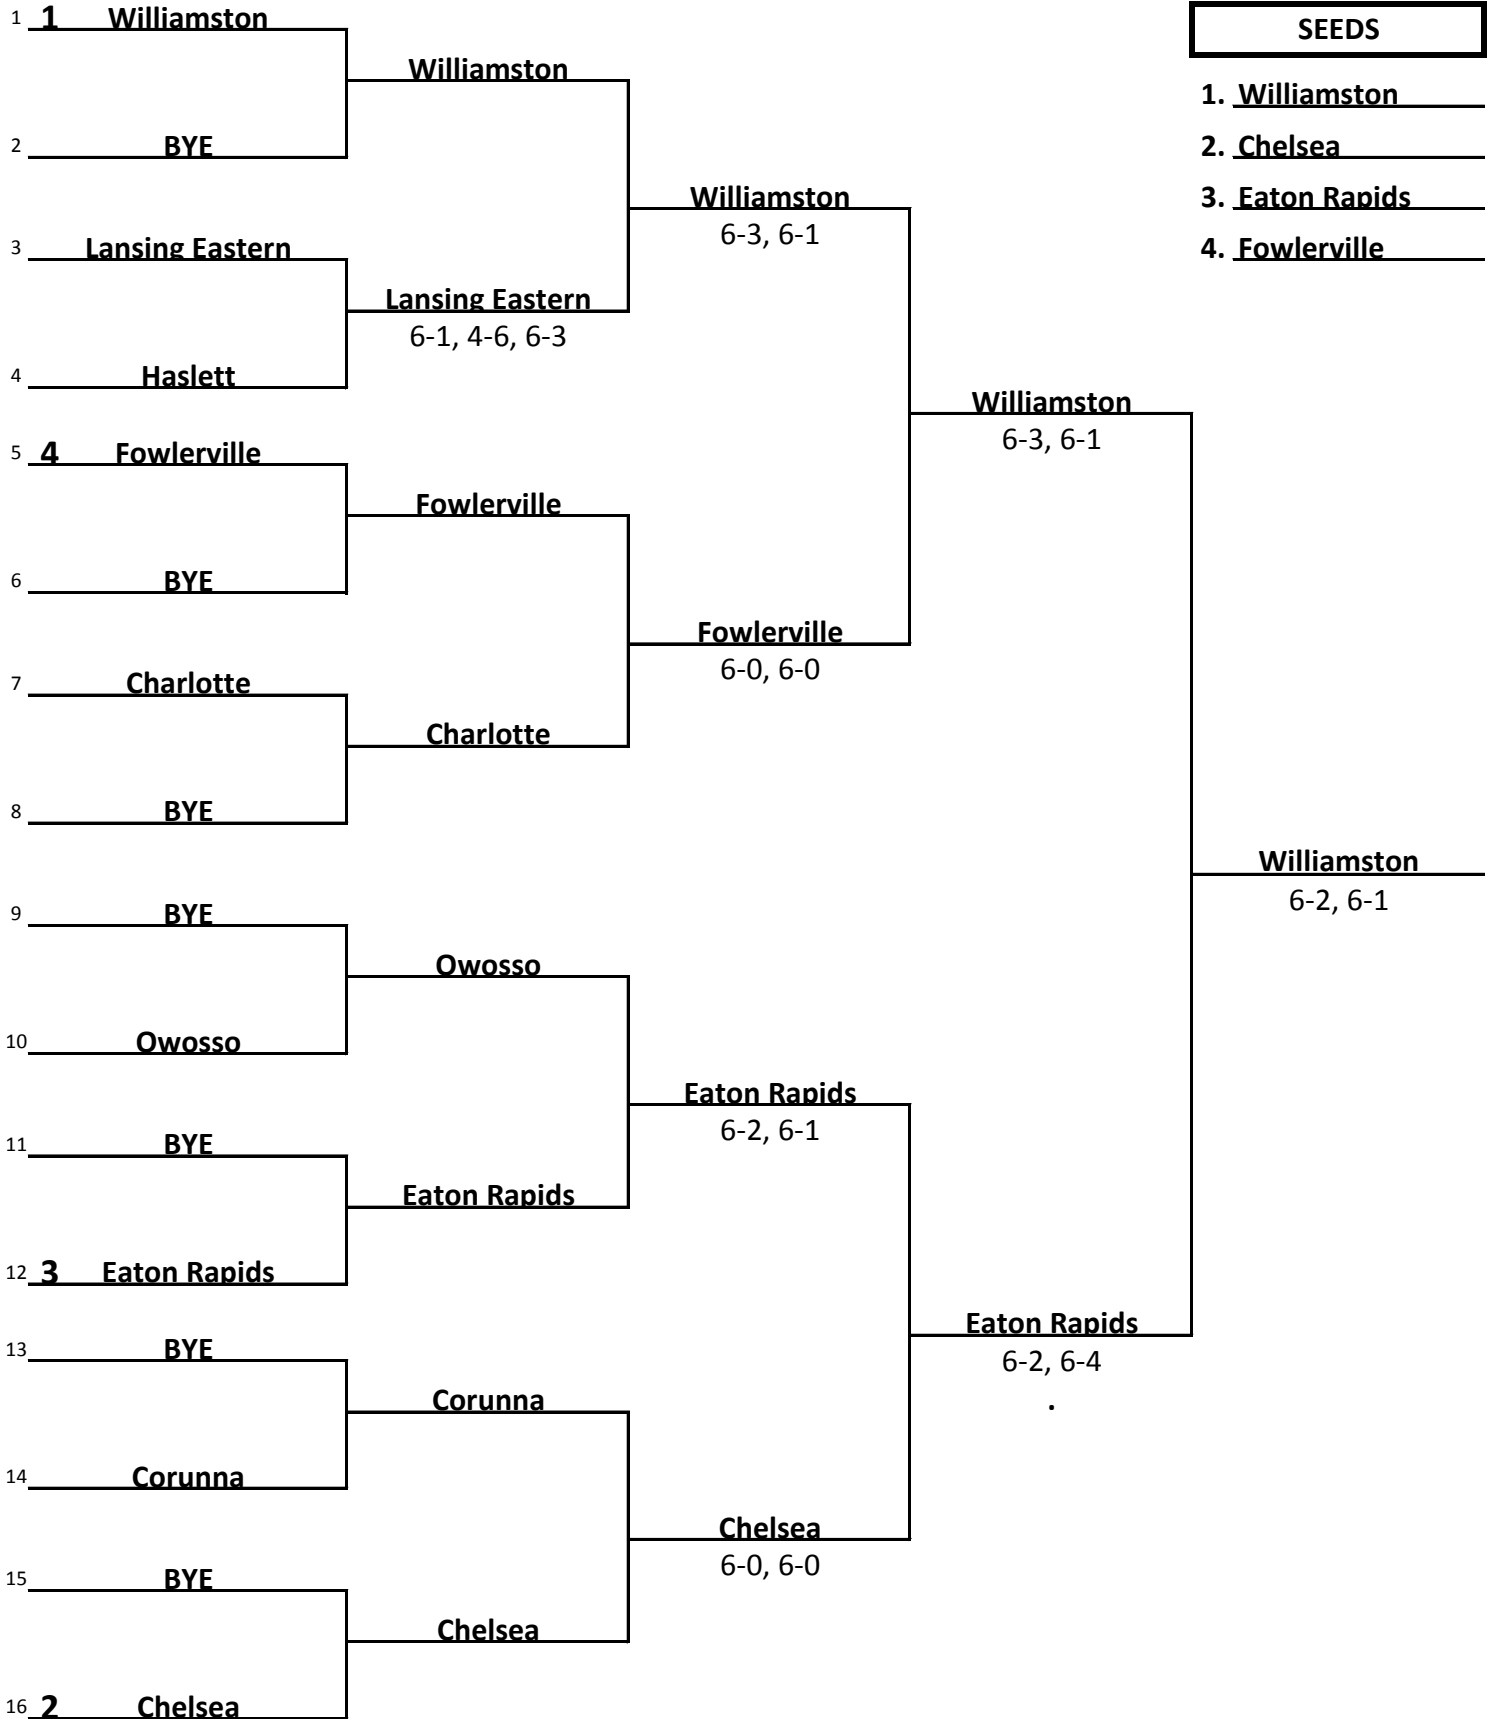 1 1 Williamston
Williamston
2 BYE
Williamston
6-3, 6-1
3 Lansing Eastern
Lansing Eastern
6-1, 4-6, 6-3
4 Haslett
Williamston
6-3, 6-1
5 4 Fowlerville
Fowlerville
6 BYE
Fowlerville
6-0, 6-0
7 Charlotte
Charlotte
8 BYE
Williamston
6-2, 6-1
9 BYE
Owosso
10 Owosso
Eaton Rapids
6-2, 6-1
11 BYE
Eaton Rapids
12 3 Eaton Rapids
Eaton Rapids
6-2, 6-4
.
13 BYE
Corunna
14 Corunna
Chelsea
6-0, 6-0
15 BYE
Chelsea
16 2 Chelsea
SEEDS
1. Williamston
2. Chelsea
3. Eaton Rapids
4. Fowlerville